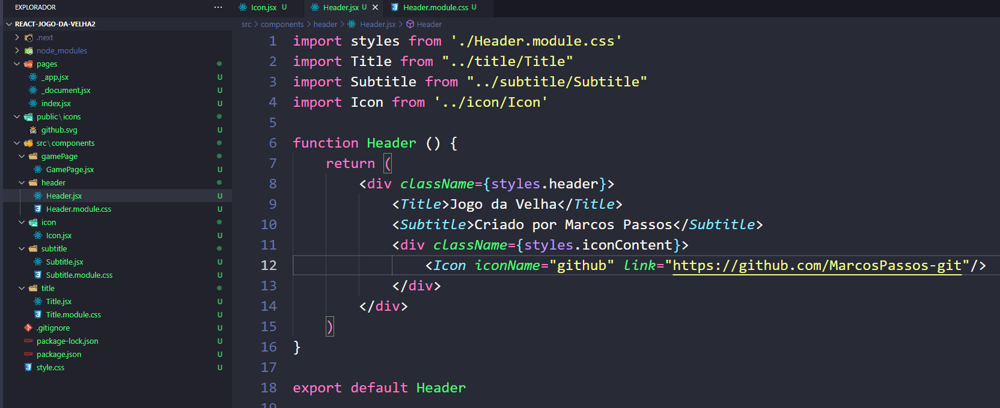 EXPLORADOR ···
REACT-JOGO-DA-VELHA2
.next
node_modules
pages
_app.jsx U
_document.jsx U
index.jsx U
public\icons
github.svg U
src\components
gamePage
GamePage.jsx U
header
Header.jsx U
Header.module.css U
icon
Icon.jsx U
subtitle
Subtitle.jsx U
Subtitle.module.css U
title
Title.jsx U
Title.module.css U
.gitignore U
package-lock.json U
package.json U
style.css U
Icon.jsx U Header.jsx U Header.module.css U
src > components > header > Header.jsx > Header
1 import styles from './Header.module.css'
2 import Title from "../title/Title"
3 import Subtitle from "../subtitle/Subtitle"
4 import Icon from '../icon/Icon'
5
6 function Header () {
7 return (
8 <div className={styles.header}>
9 <Title>Jogo da Velha</Title>
10 <Subtitle>Criado por Marcos Passos</Subtitle>
11 <div className={styles.iconContent}>
12 <Icon iconName="github" link="https://github.com/MarcosPassos-git"/>
13 </div>
14 </div>
15 )
16 }
17
18 export default Header
19